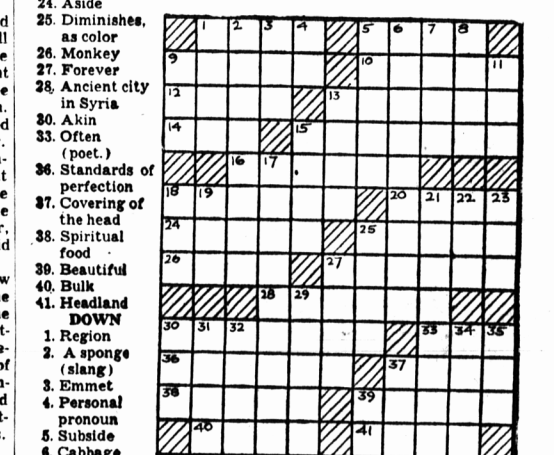 24. Aside
25. Diminishes,
as color
26. Monkey
27. Forever
28. Ancient city
in Syria
30. Akin
33. Often
(poet.)
36. Standards of
perfection
37. Covering of
the head
38. Spiritual
food
39. Beautiful
40. Bulk
41. Headland
DOWN
1. Region
2. A sponge
(slang)
3. Emmet
4. Personal
pronoun
5. Subside
6. Cabbage
1 2 3 4 5 6 7 8
9 10 11
12 13
14 15
16 17
18 19 20 21 22 23
24 25
26 27
28 29
30 31 32 33 34 35
36 37
38 39
40 41